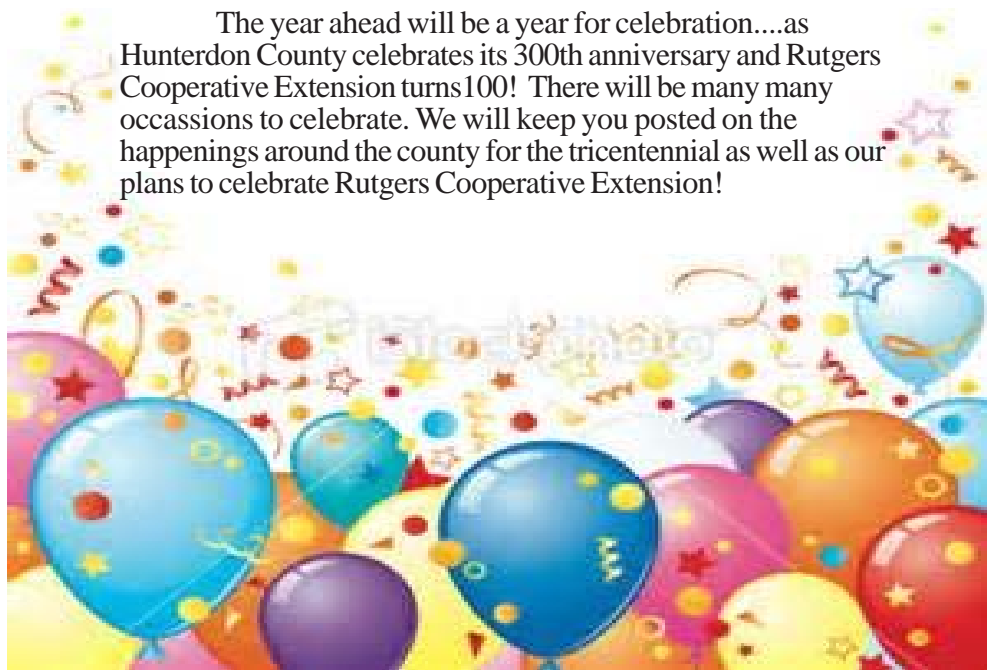 The year ahead will be a year for celebration....as
Hunterdon County celebrates its 300th anniversary and Rutgers
Cooperative Extension turns100! There will be many many
occassions to celebrate. We will keep you posted on the
happenings around the county for the tricentennial as well as our
plans to celebrate Rutgers Cooperative Extension!